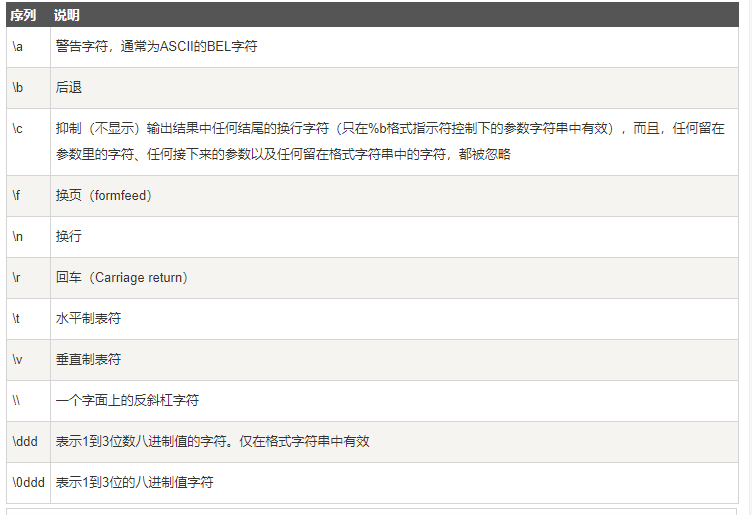 序列 说明
\a 警告字符，通常为ASCII的BEL字符
\b 后退
\c 抑制（不显示）输出结果中任何结尾的换行字符（只在%b格式指示符控制下的参数字符串中有效），而且，任何留在
参数里的字符、任何接下来的参数以及任何留在格式字符串中的字符，都被忽略
\f 换页（formfeed）
\n 换行
\r 回车（Carriage return）
\t 水平制表符
\v 垂直制表符
\\ 一个字面上的反斜杠字符
\ddd 表示1到3位数八进制值的字符。仅在格式字符串中有效
\0ddd 表示1到3位的八进制值字符